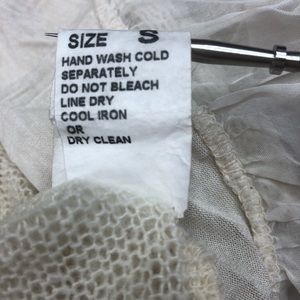 SIZE S
HAND WASH COLD
SEPARATELY
DO NOT BLEACH
LINE DRY
COOL IRON
OR
DRY CLEAN